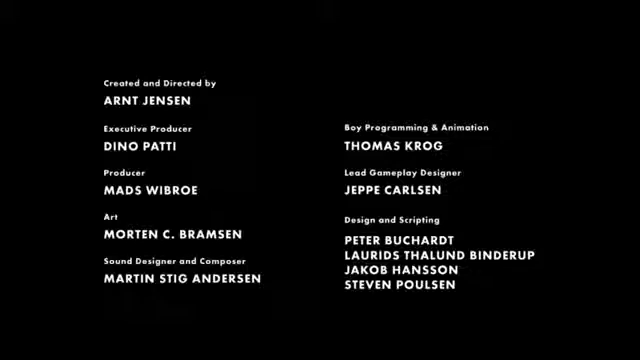 Created and Directed by
ARNT JENSEN
Executive Producer
DINO PATTI
Producer
MADS WIBROE
Art
MORTEN C. BRAMSEN
Sound Designer and Composer
MARTIN STIG ANDERSEN
Boy Programming & Animation
THOMAS KROG
Lead Gameplay Designer
JEPPE CARLSEN
Design and Scripting
PETER BUCHARDT
LAURIDS THALUND BINDERUP
JAKOB HANSSON
STEVEN POULSEN